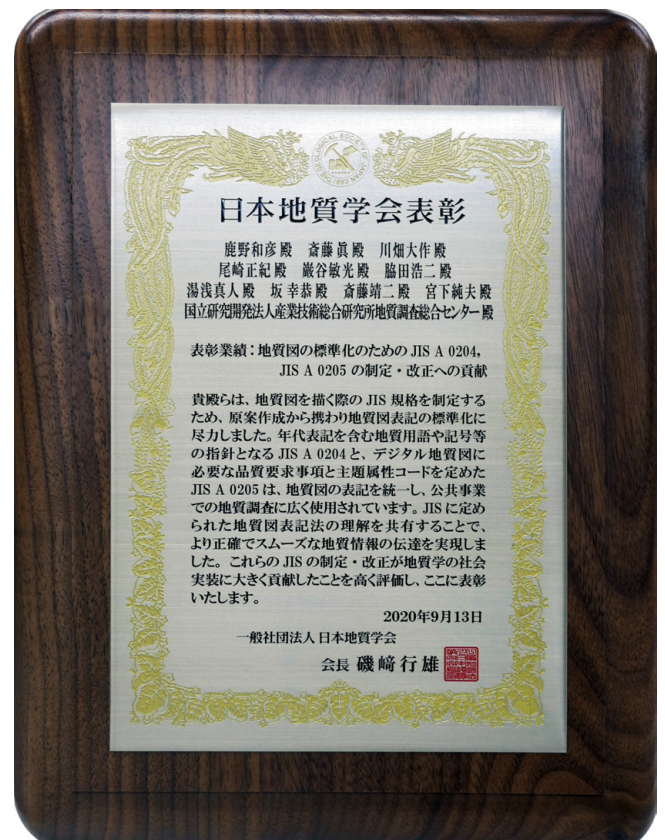 THE GEOLOGICAL SOCIETY OF JAPAN 1893
日本地質学会表彰
鹿野和彦殿 斎藤眞殿 川畑大作殿
尾崎正紀殿 巖谷敏光殿 脇田浩二殿
湯浅真人殿 坂幸恭殿 斎藤靖二殿 宮下純夫殿
国立研究開発法人産業技術総合研究所地質調査総合センター殿
表彰業績:地質図の標準化のための JIS A 0204,
JIS A 0205 の制定・改正への貢献
貴殿らは、地質図を描く際の JIS 規格を制定する
ため、原案作成から携わり地質図表記の標準化に
尽力しました。年代表記を含む地質用語や記号等
の指針となる JIS A 0204 と、デジタル地質図に
必要な品質要求事項と主題属性コードを定めた
JIS A 0205 は、地質図の表記を統一し、公共事業
での地質調査に広く使用されています。JIS に定め
られた地質図表記法の理解を共有することで、
より正確でスムーズな地質情報の伝達を実現しま
した。これらの JIS の制定・改正が地質学の社会
実装に大きく貢献したことを高く評価し、ここに表彰
いたします。
2020年9月13日
一般社団法人 日本地質学会
会長 磯﨑行雄